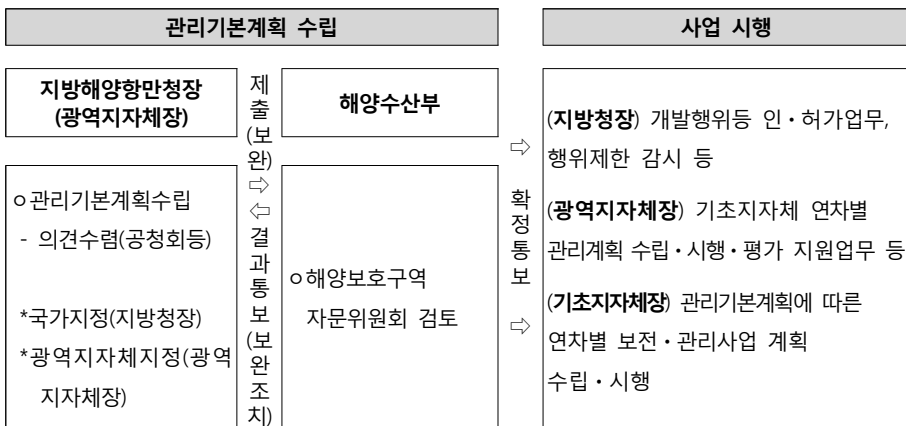 관리기본계획 수립
사업 시행
지방해양항만청장
(광역지자체장)
제출(보완)
⇨
⇦
결과통보(보완조치)
해양수산부
ㅇ관리기본계획수립
- 의견수렴(공청회등)
*국가지정(지방청장)
*광역지자체지정(광역
지자체장)
ㅇ해양보호구역
자문위원회 검토
⇨
확정통보
⇨
(지방청장) 개발행위등 인・허가업무,
행위제한 감시 등
(광역지자체장) 기초지자체 연차별
관리계획 수립・시행・평가 지원업무 등
(기초지자체장) 관리기본계획에 따른
연차별 보전・관리사업 계획
수립・시행